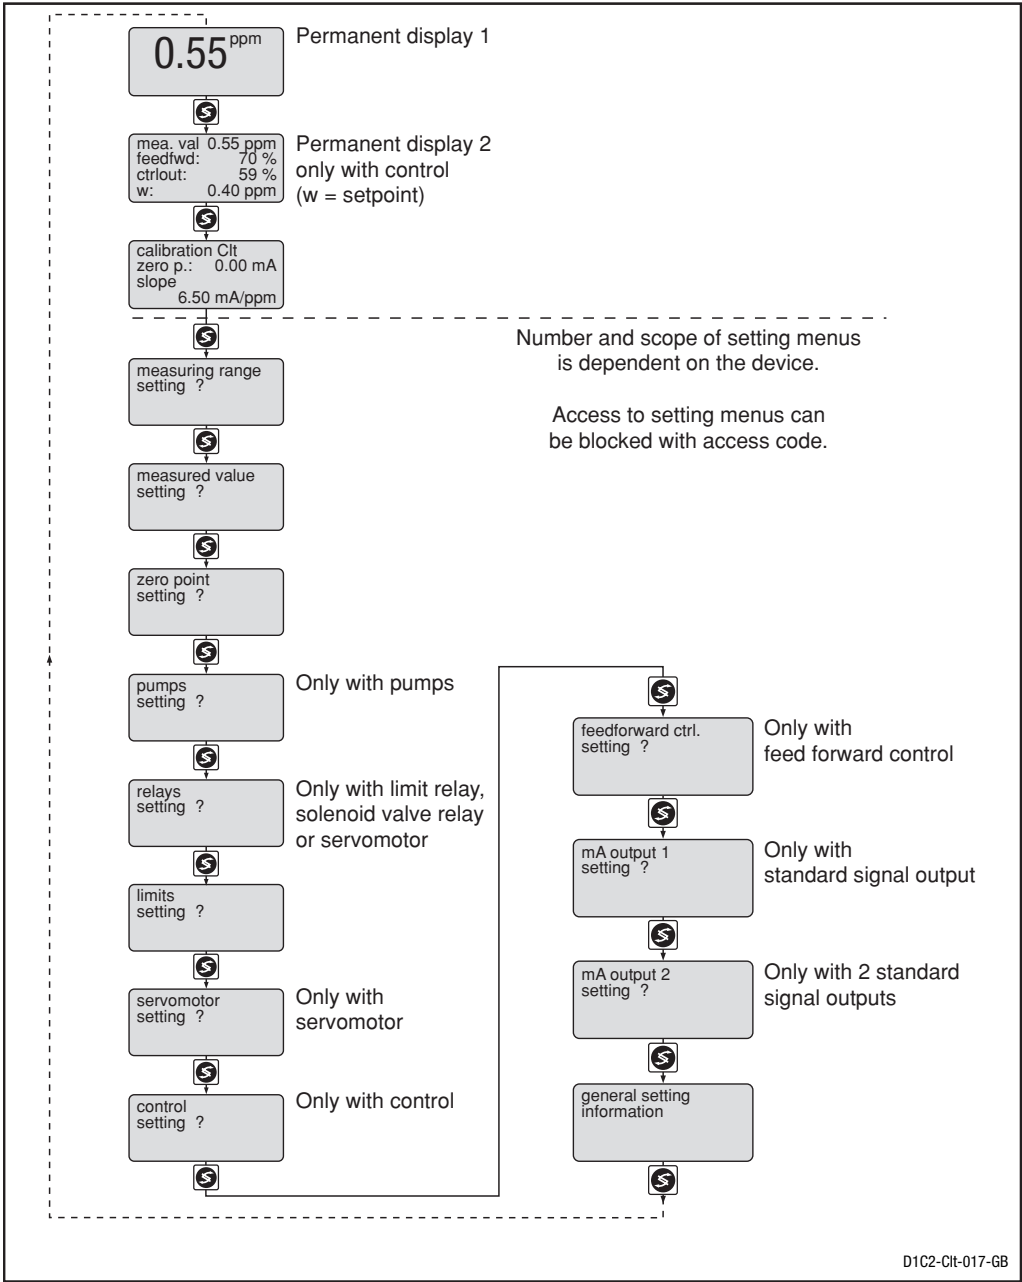 0.55 ppm
Permanent display 1
mea. val 0.55 ppm
feedfwd: 70 %
ctrlout: 59 %
w: 0.40 ppm
Permanent display 2
only with control
(w = setpoint)
calibration Clt
zero p.: 0.00 mA
slope
6.50 mA/ppm
Number and scope of setting menus
is dependent on the device.
Access to setting menus can
be blocked with access code.
measuring range
setting ?
measured value
setting ?
zero point
setting ?
pumps
setting ?
Only with pumps
relays
setting ?
Only with limit relay,
solenoid valve relay
or servomotor
limits
setting ?
servomotor
setting ?
Only with
servomotor
control
setting ?
Only with control
feedforward ctrl.
setting ?
Only with
feed forward control
mA output 1
setting ?
Only with
standard signal output
mA output 2
setting ?
Only with 2 standard
signal outputs
general setting
information
D1C2-Clt-017-GB